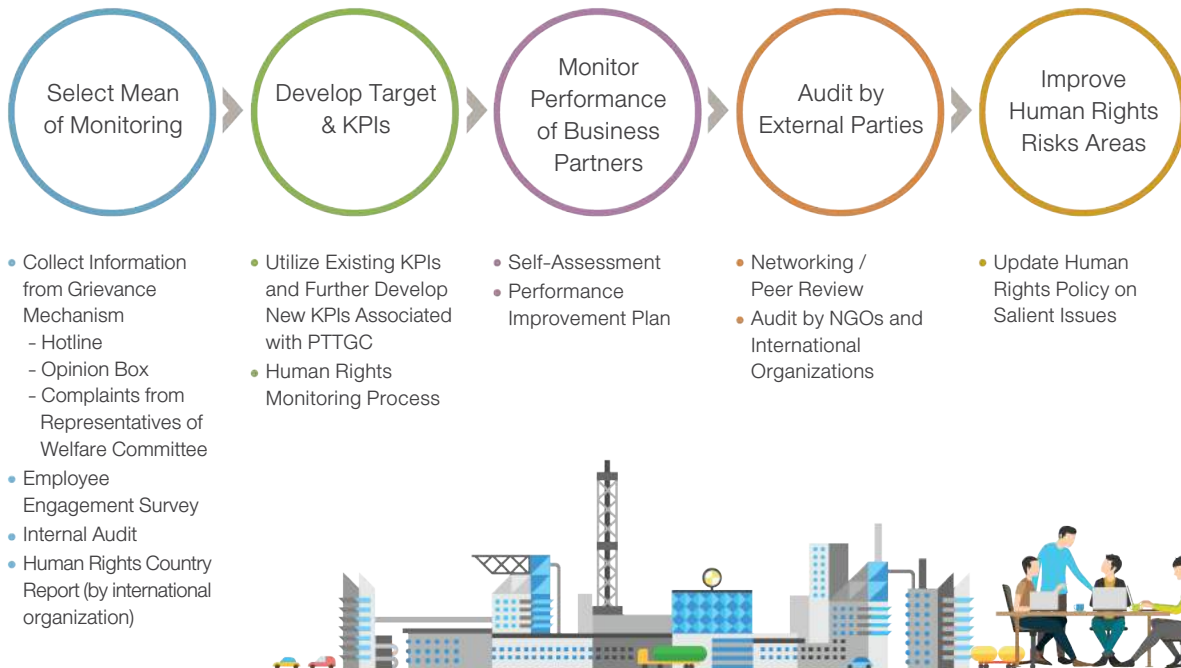 Select Mean
of Monitoring
Develop Target
& KPIs
Monitor
Performance
of Business
Partners
Audit by
External Parties
Improve
Human Rights
Risks Areas
• Collect Information
from Grievance
Mechanism
- Hotline
- Opinion Box
- Complaints from
Representatives of
Welfare Committee
• Employee
Engagement Survey
• Internal Audit
• Human Rights Country
Report (by international
organization)
• Utilize Existing KPIs
and Further Develop
New KPIs Associated
with PTTGC
• Human Rights
Monitoring Process
• Self-Assessment
• Performance
Improvement Plan
• Networking /
Peer Review
• Audit by NGOs and
International
Organizations
• Update Human
Rights Policy on
Salient Issues